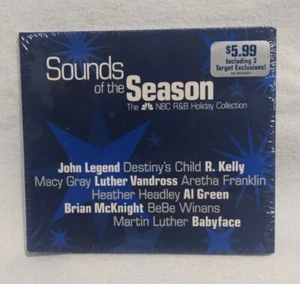 $5.99
Including 3
Target Exclusives!
Sounds
of the Season
The NBC R&B Holiday Collection
John Legend Destiny's Child R. Kelly
Macy Gray Luther Vandross Aretha Franklin
Heather Headley Al Green
Brian McKnight BeBe Winans
Martin Luther Babyface